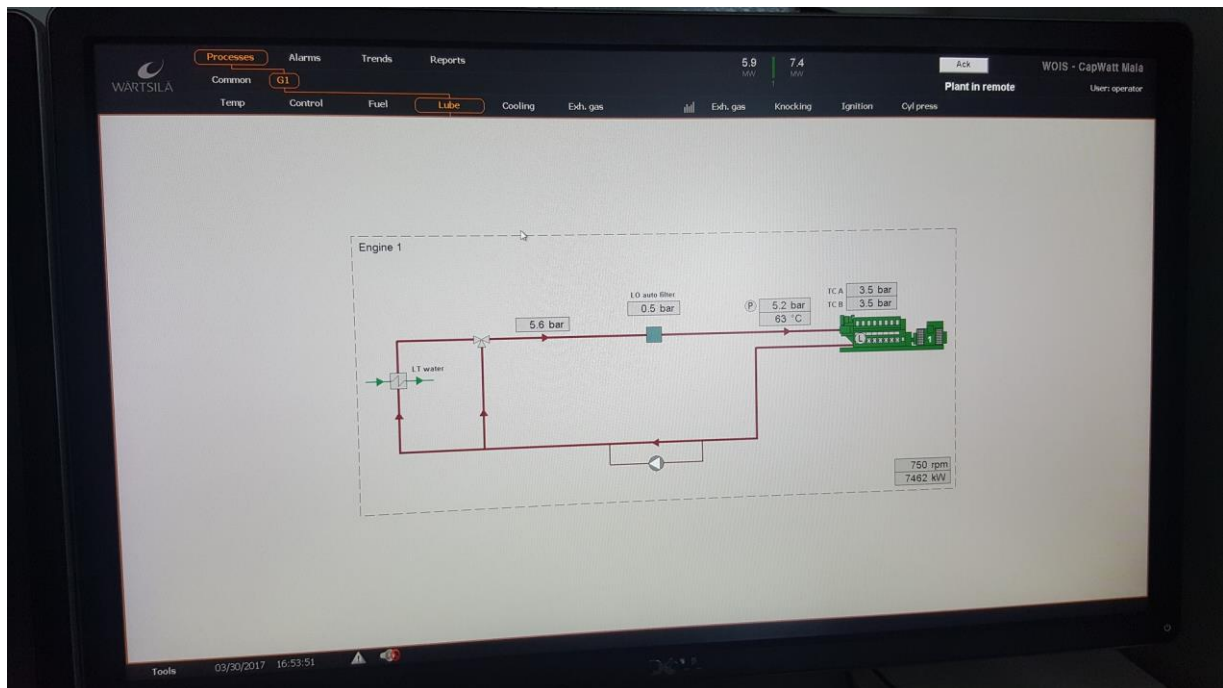 Processes Alarms Trends Reports 5.9 MW 7.4 MW Ack WOIS - CapWatt Maia
WÄRTSILÄ Common G1 1 Plant in remote User: operator
Temp Control Fuel Lube Cooling Exh. gas Exh. gas Knocking Ignition Cyl press
Engine 1
LO auto filter
0.5 bar
5.6 bar
P 5.2 bar
63 °C
TC A 3.5 bar
TC B 3.5 bar
L 1
LT water
750 rpm
7462 kW
Tools 03/30/2017 16:53:51